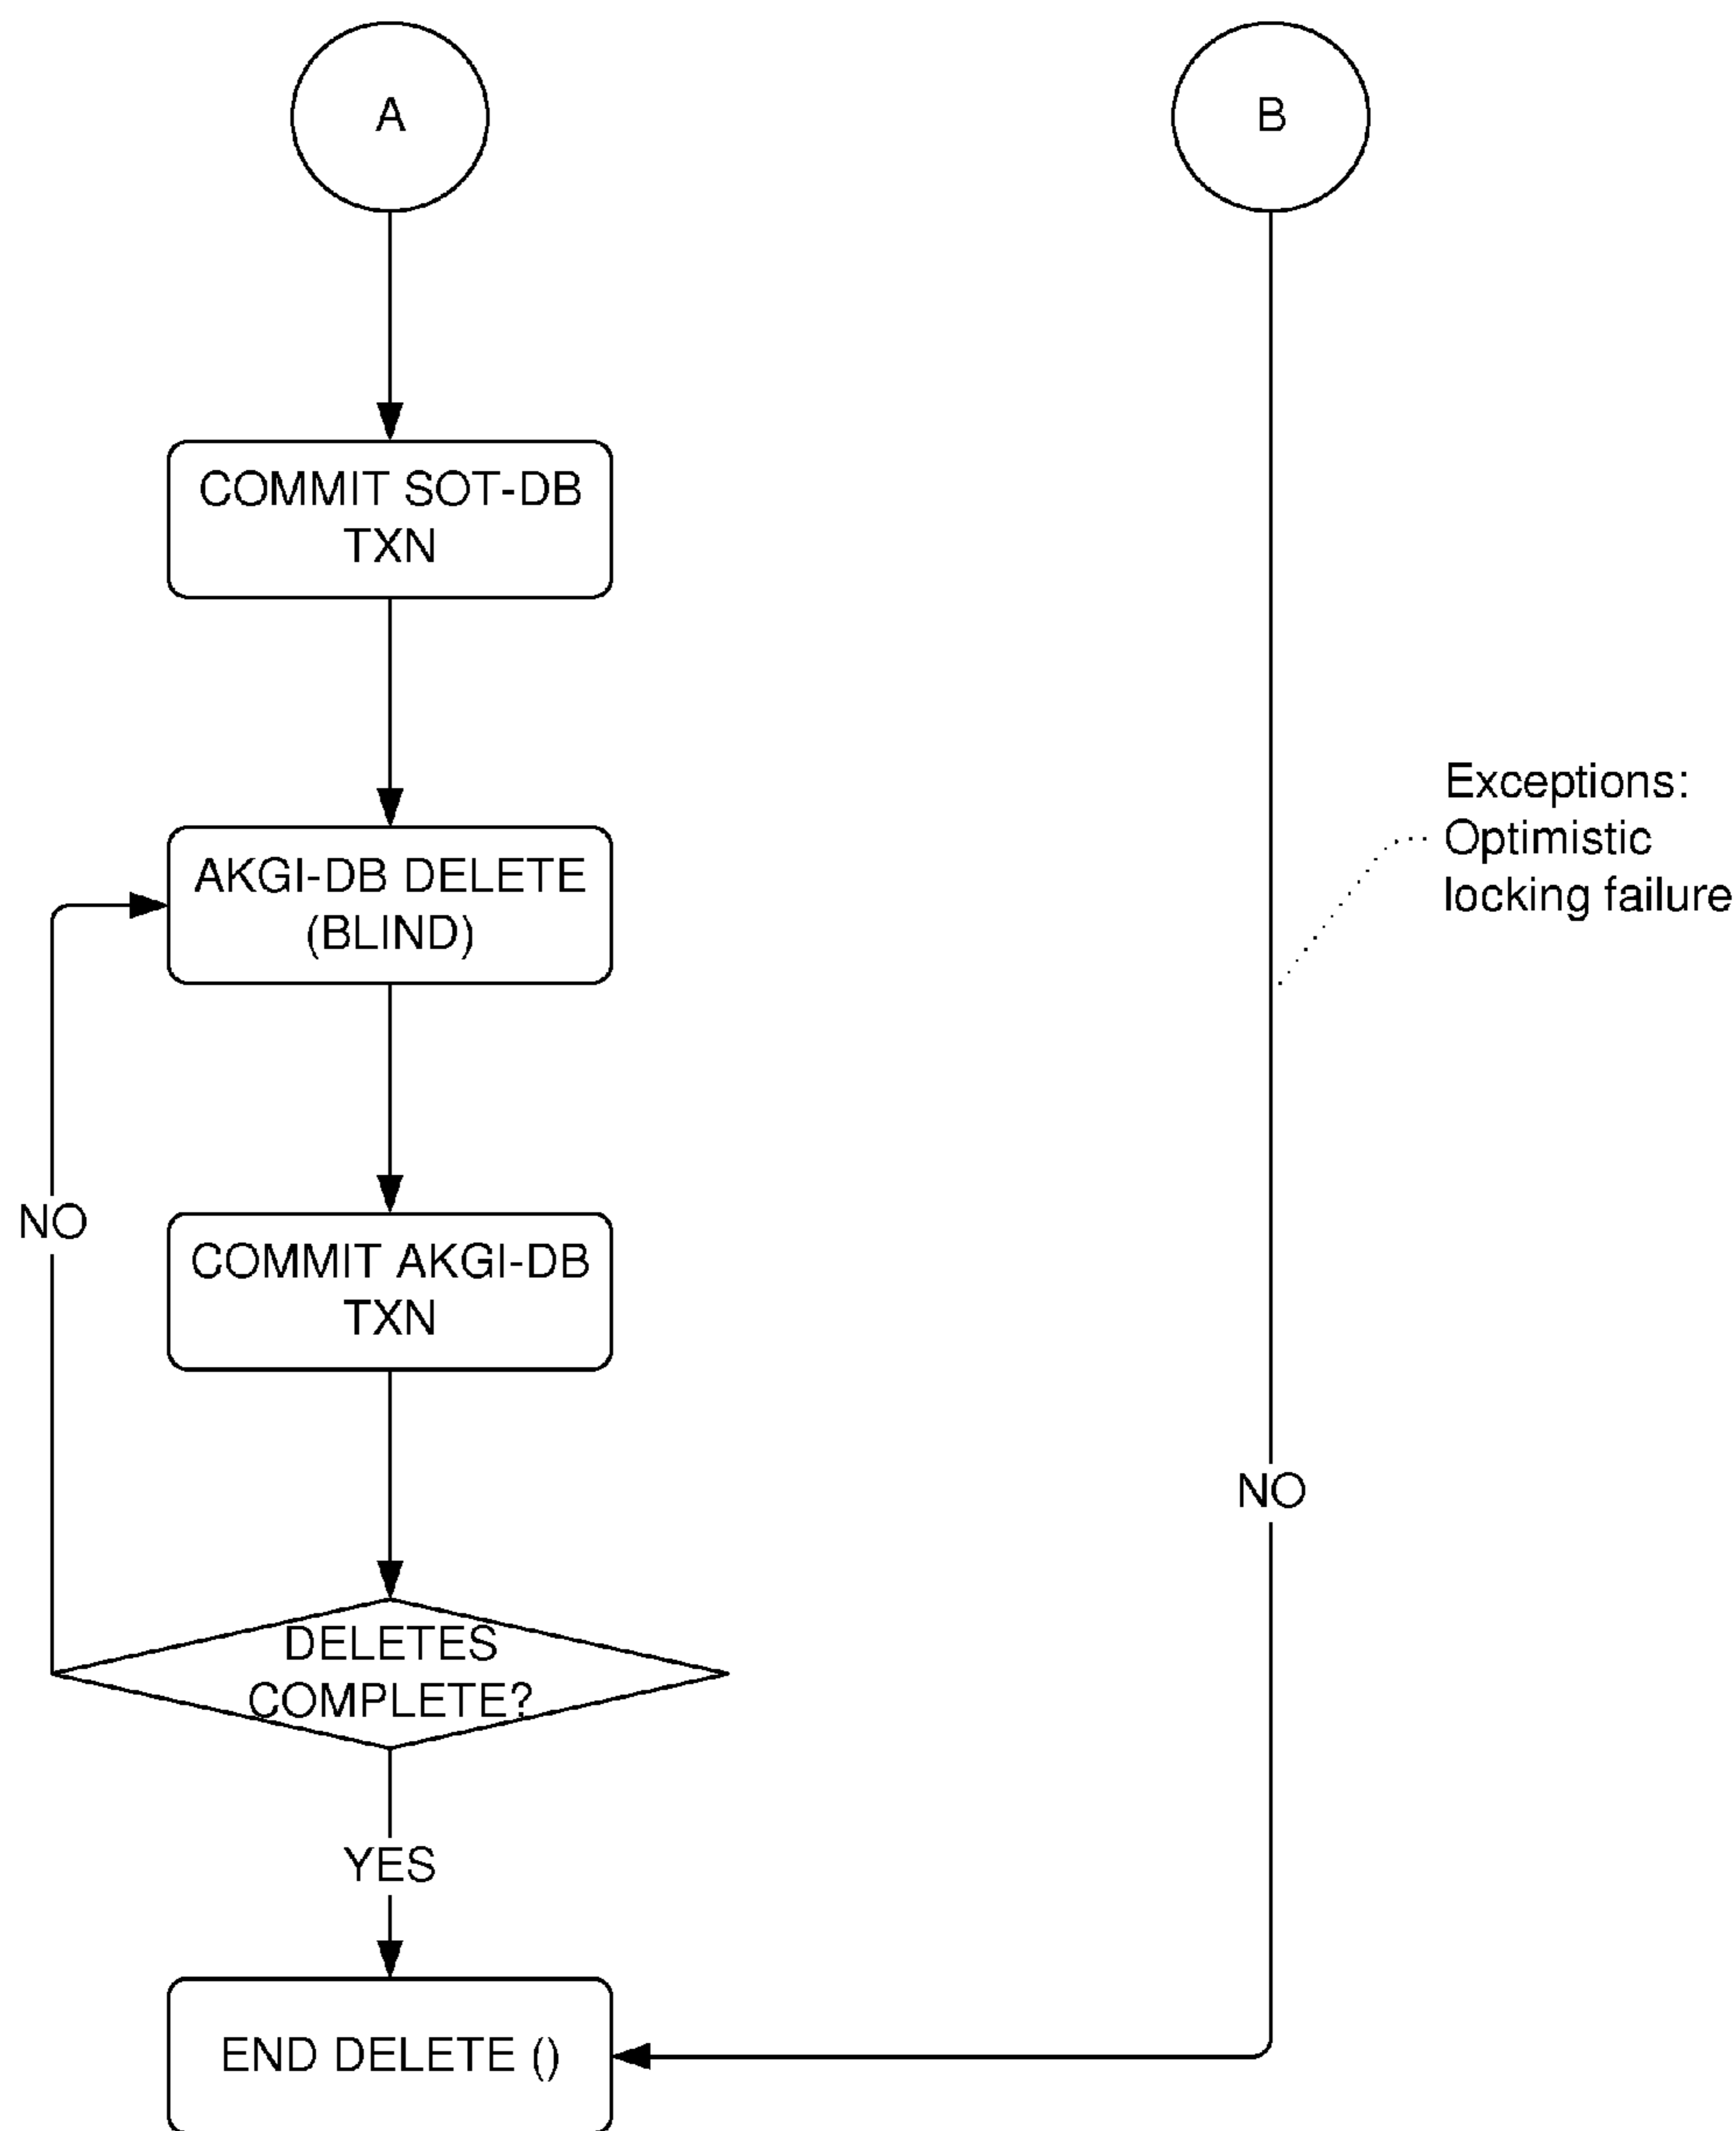 A
B
COMMIT SOT-DB
TXN
Exceptions:
Optimistic
locking failure
AKGI-DB DELETE
(BLIND)
NO
COMMIT AKGI-DB
TXN
NO
DELETES
COMPLETE?
YES
END DELETE ()